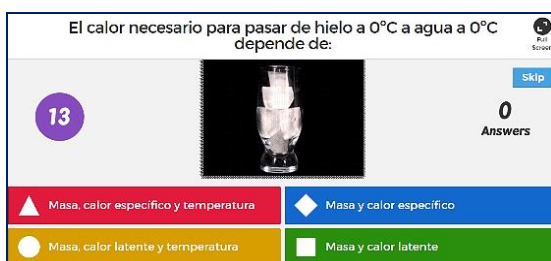 El calor necesario para pasar de hielo a 0°C a agua a 0°C
depende de:
Full
Screen
Skip
13
0
Answers
Masa, calor específico y temperatura
Masa y calor específico
Masa, calor latente y temperatura
Masa y calor latente